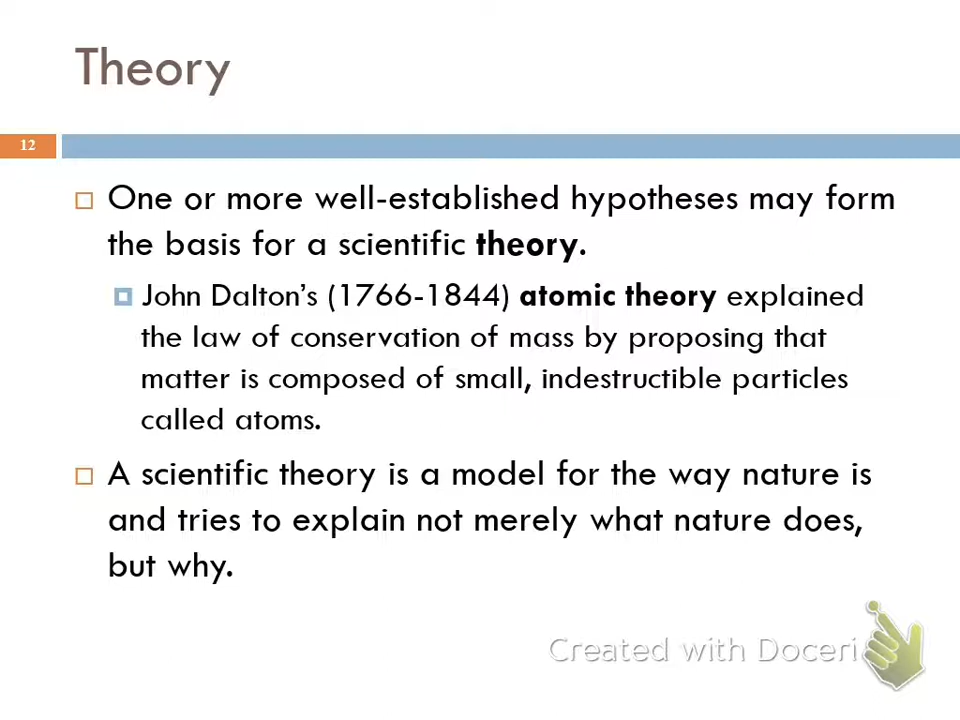 Theory
12
One or more well-established hypotheses may form
the basis for a scientific theory.
John Dalton's (1766-1844) atomic theory explained
the law of conservation of mass by proposing that
matter is composed of small, indestructible particles
called atoms.
A scientific theory is a model for the way nature is
and tries to explain not merely what nature does,
but why.
Created with Doceri